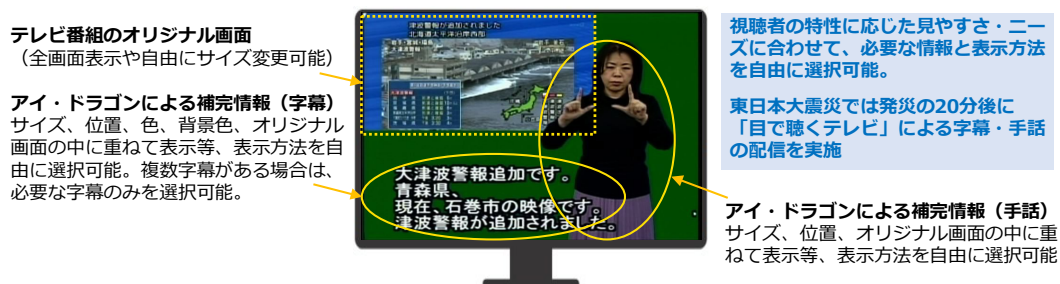 テレビ番組のオリジナル画面
（全画面表示や自由にサイズ変更可能）
アイ・ドラゴンによる補完情報（字幕）
サイズ、位置、色、背景色、オリジナル
画面の中に重ねて表示等、表示方法を自
由に選択可能。複数字幕がある場合は、
必要な字幕のみを選択可能。
津波警報が追加されました
北海道太平洋沿岸西部
岩手・宮城・福島
大津波警報
大津波警報追加です。
青森県、
現在、石巻市の映像です。
津波警報が追加されました。
視聴者の特性に応じた見やすさ・ニー
ズに合わせて、必要な情報と表示方法
を自由に選択可能。
東日本大震災では発災の20分後に
「目で聴くテレビ」による字幕・手話
の配信を実施
アイ・ドラゴンによる補完情報（手話）
サイズ、位置、オリジナル画面の中に重
ねて表示等、表示方法を自由に選択可能